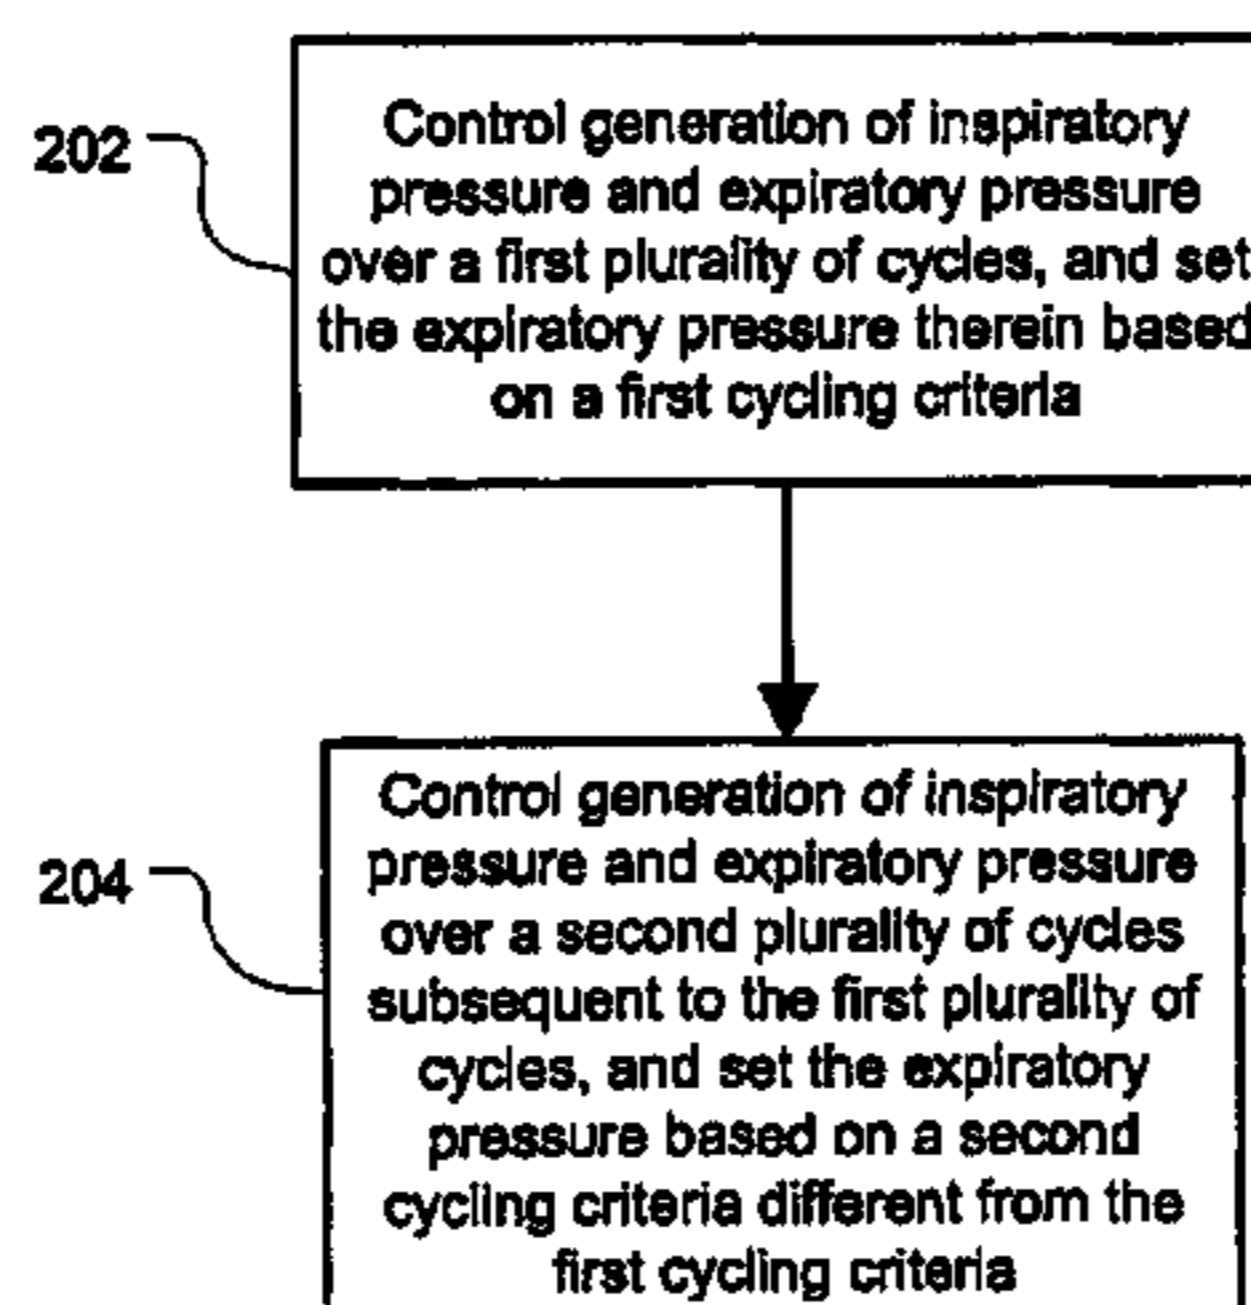 202
Control generation of inspiratory
pressure and expiratory pressure
over a first plurality of cycles, and set
the expiratory pressure therein based
on a first cycling criteria
204
Control generation of inspiratory
pressure and expiratory pressure
over a second plurality of cycles
subsequent to the first plurality of
cycles, and set the expiratory
pressure based on a second
cycling criteria different from the
first cycling criteria